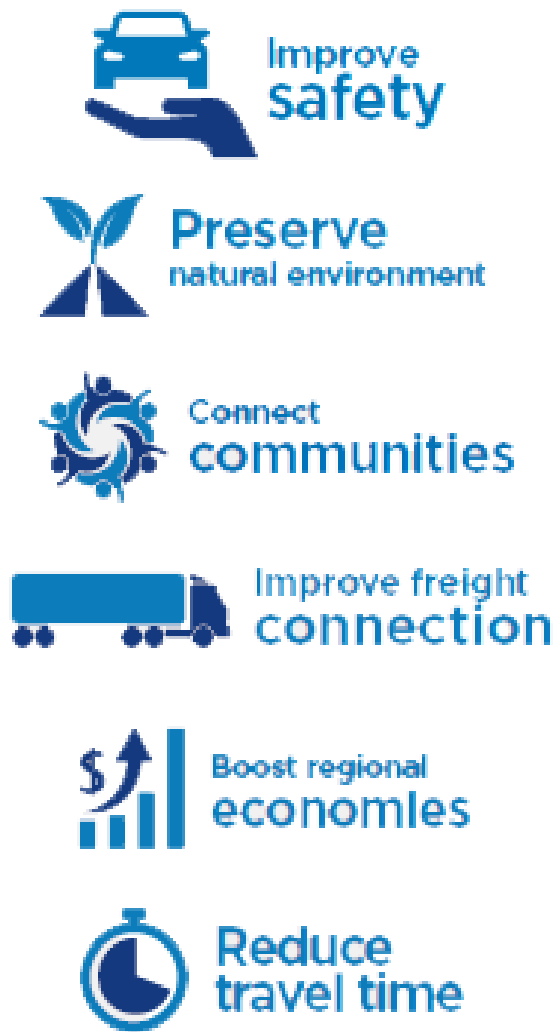 Improve
safety
Preserve
natural environment
Connect
communities
Improve freight
connection
$
Boost regional
economies
Reduce
travel time